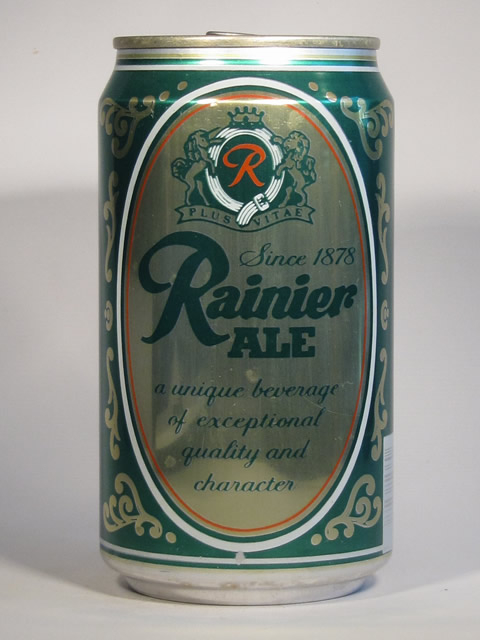 R
PLUS VITAE
Since 1878
Rainier
ALE
a unique beverage
of exceptional
quality and
character